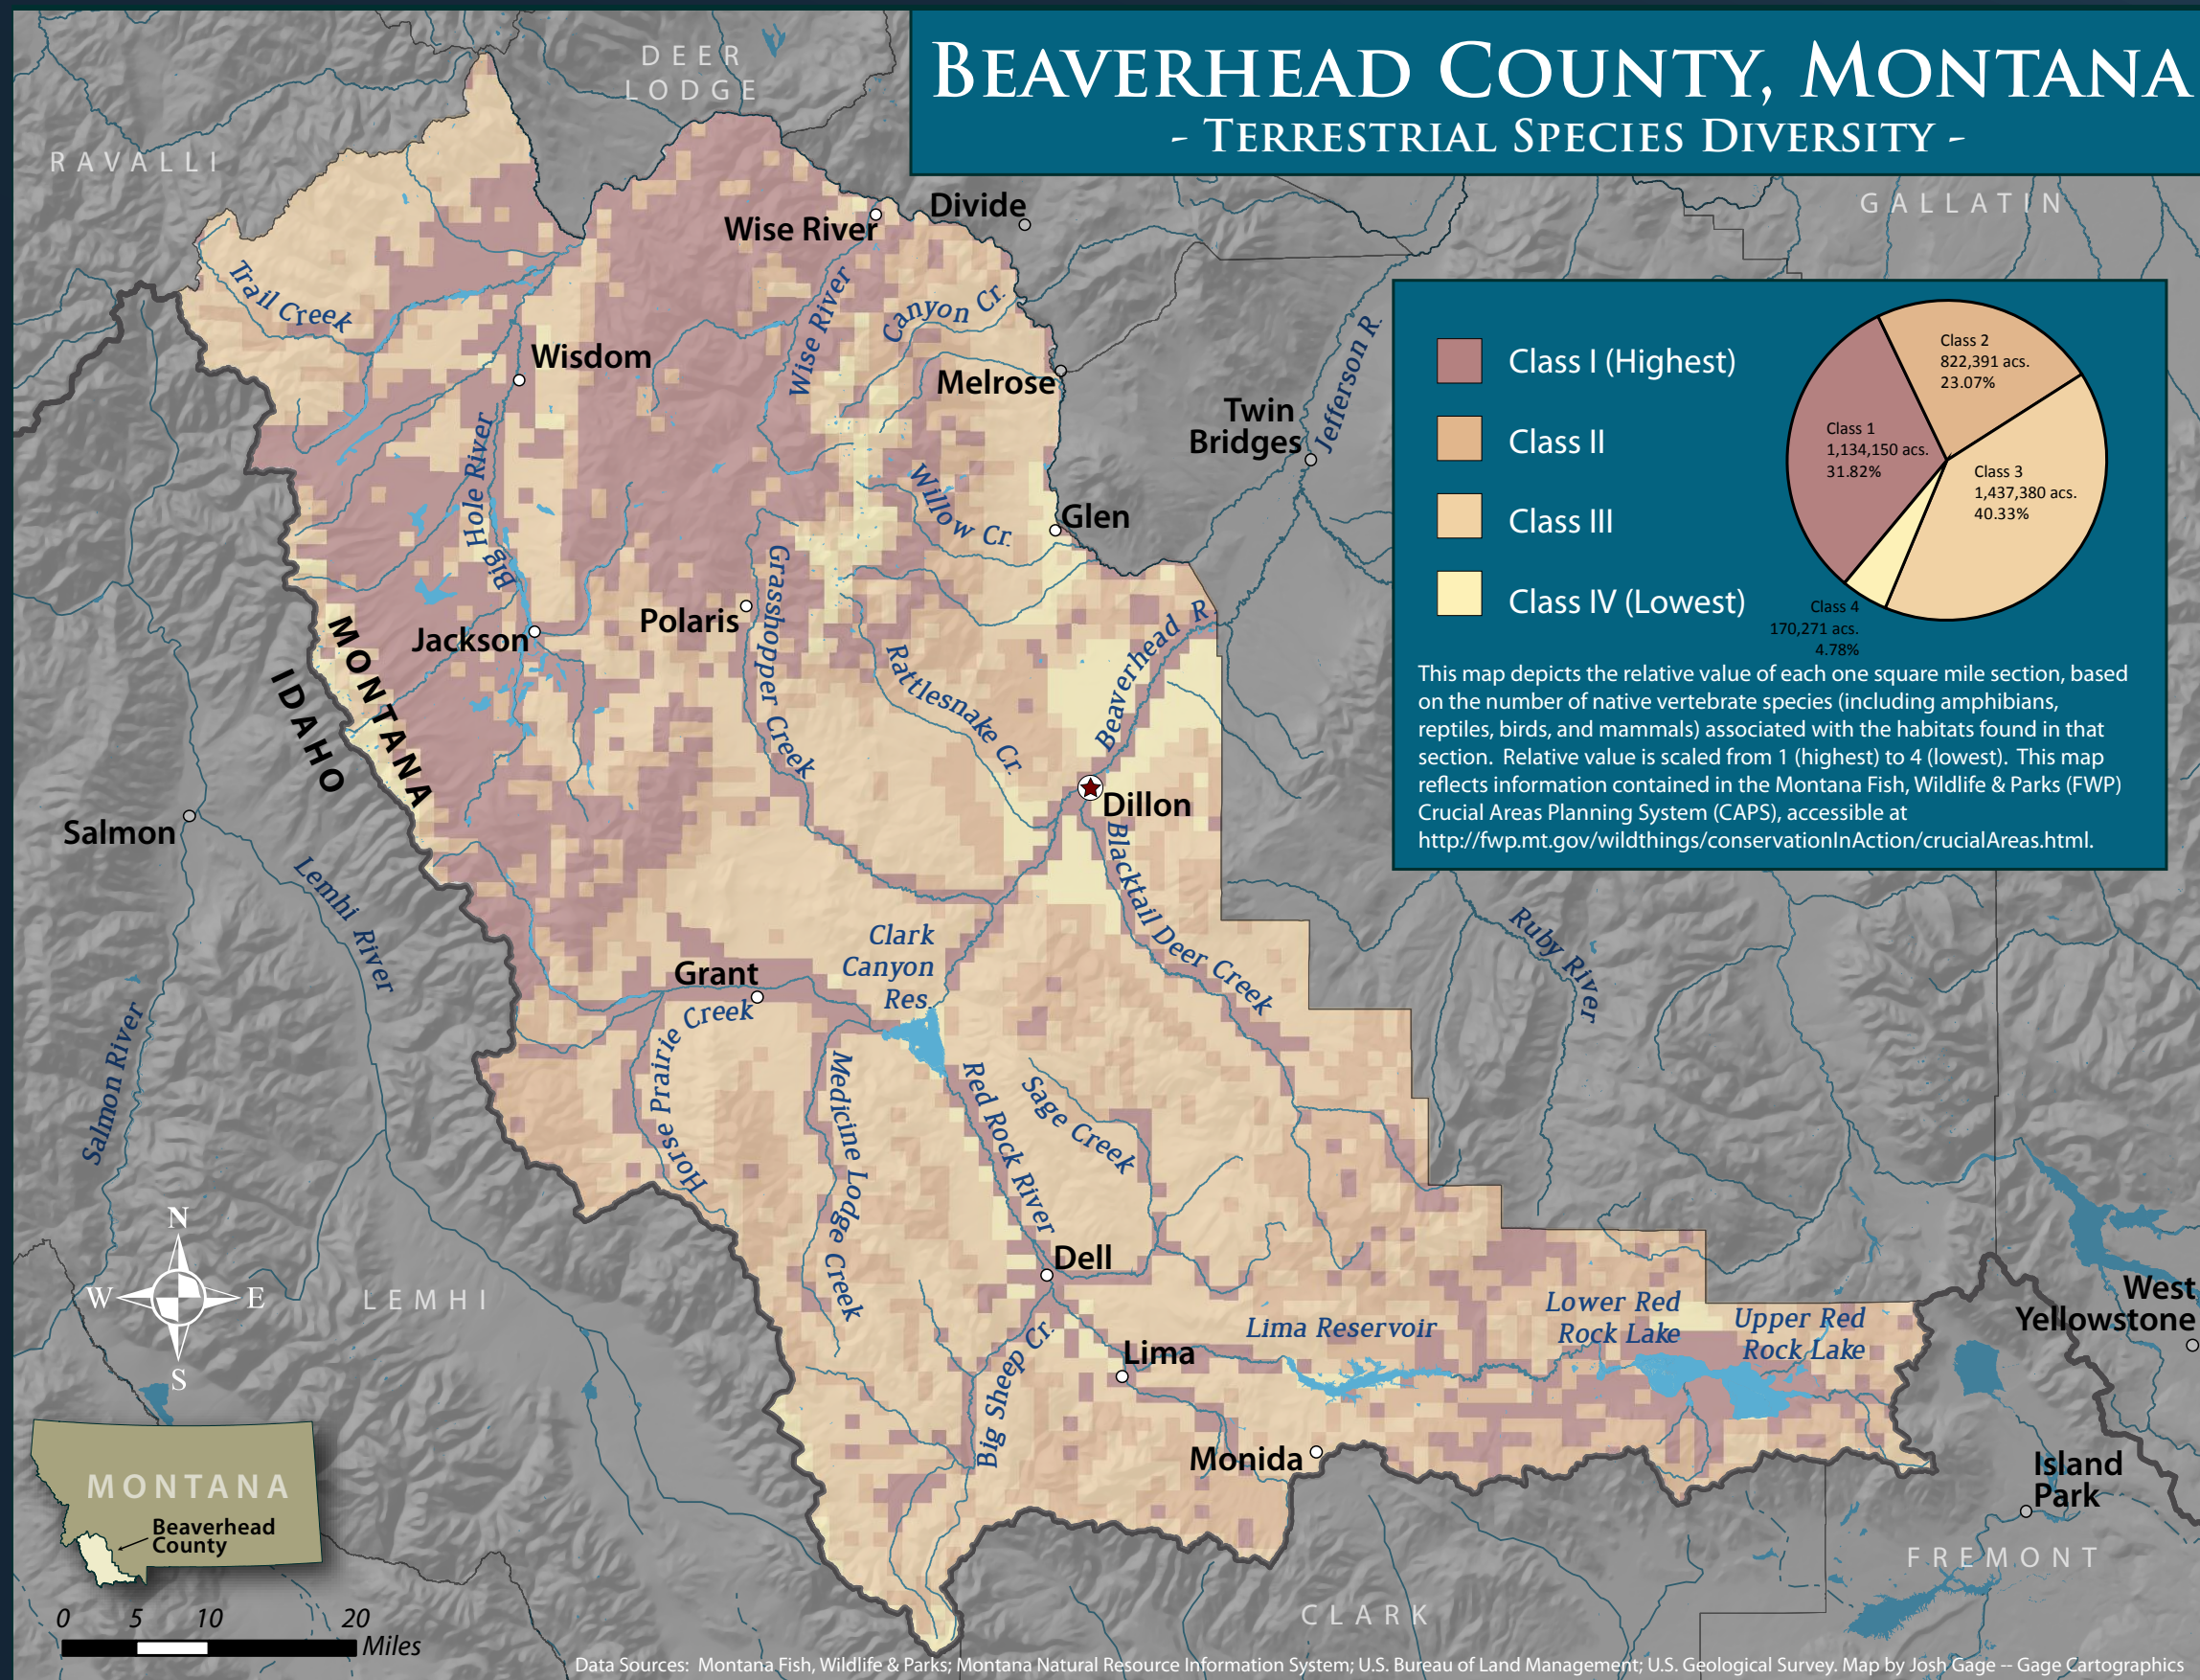 BEAVERHEAD COUNTY, MONTANA
- TERRESTRIAL SPECIES DIVERSITY -
DEER
LODGE
RAVALLI
GALLATIN
Divide
Wise River
Trail Creek
Wise River
Canyon Cr.
Wisdom
Melrose
Jefferson R.
Twin
Bridges
Big Hole River
Willow Cr.
Glen
Grasshopper Creek
Polaris
Jackson
MONTANA
IDAHO
Rattlesnake Cr.
Beaverhead R.
Dillon
Salmon
Lemhi River
Blacktail Deer Creek
Clark
Canyon
Res.
Grant
Horse Prairie Creek
Ruby River
Salmon River
Medicine Lodge Creek
Red Rock River
Sage Creek
Dell
LEMHI
Lima Reservoir
Lower Red
Rock Lake
Upper Red
Rock Lake
West
Yellowstone
Lima
Big Sheep Cr.
Monida
Island
Park
FREMONT
CLARK
Class I (Highest)
Class II
Class III
Class IV (Lowest)
Class 2
822,391 acs.
23.07%
Class 1
1,134,150 acs.
31.82%
Class 3
1,437,380 acs.
40.33%
Class 4
170,271 acs.
4.78%
This map depicts the relative value of each one square mile section, based
on the number of native vertebrate species (including amphibians,
reptiles, birds, and mammals) associated with the habitats found in that
section. Relative value is scaled from 1 (highest) to 4 (lowest). This map
reflects information contained in the Montana Fish, Wildlife & Parks (FWP)
Crucial Areas Planning System (CAPS), accessible at
http://fwp.mt.gov/wildthings/conservationInAction/crucialAreas.html.
N
W
E
S
MONTANA
Beaverhead
County
0 5 10 20
Miles
Data Sources: Montana Fish, Wildlife & Parks; Montana Natural Resource Information System; U.S. Bureau of Land Management; U.S. Geological Survey. Map by Josh Gage -- Gage Cartographics